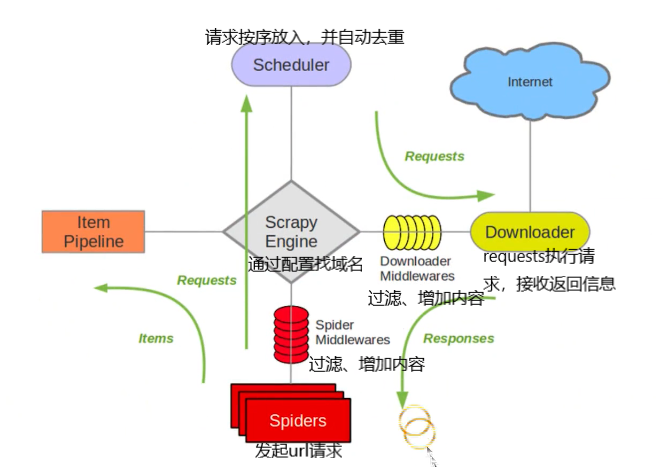 请求按序放入，并自动去重
Scheduler
Internet
Requests
Item
Pipeline
Scrapy
Engine
Downloader
通过配置找域名
Downloader
Middlewares
requests执行请
求，接收返回信息
Requests
过滤、增加内容
Items
Spider
Middlewares
Responses
过滤、增加内容
Spiders
发起url请求